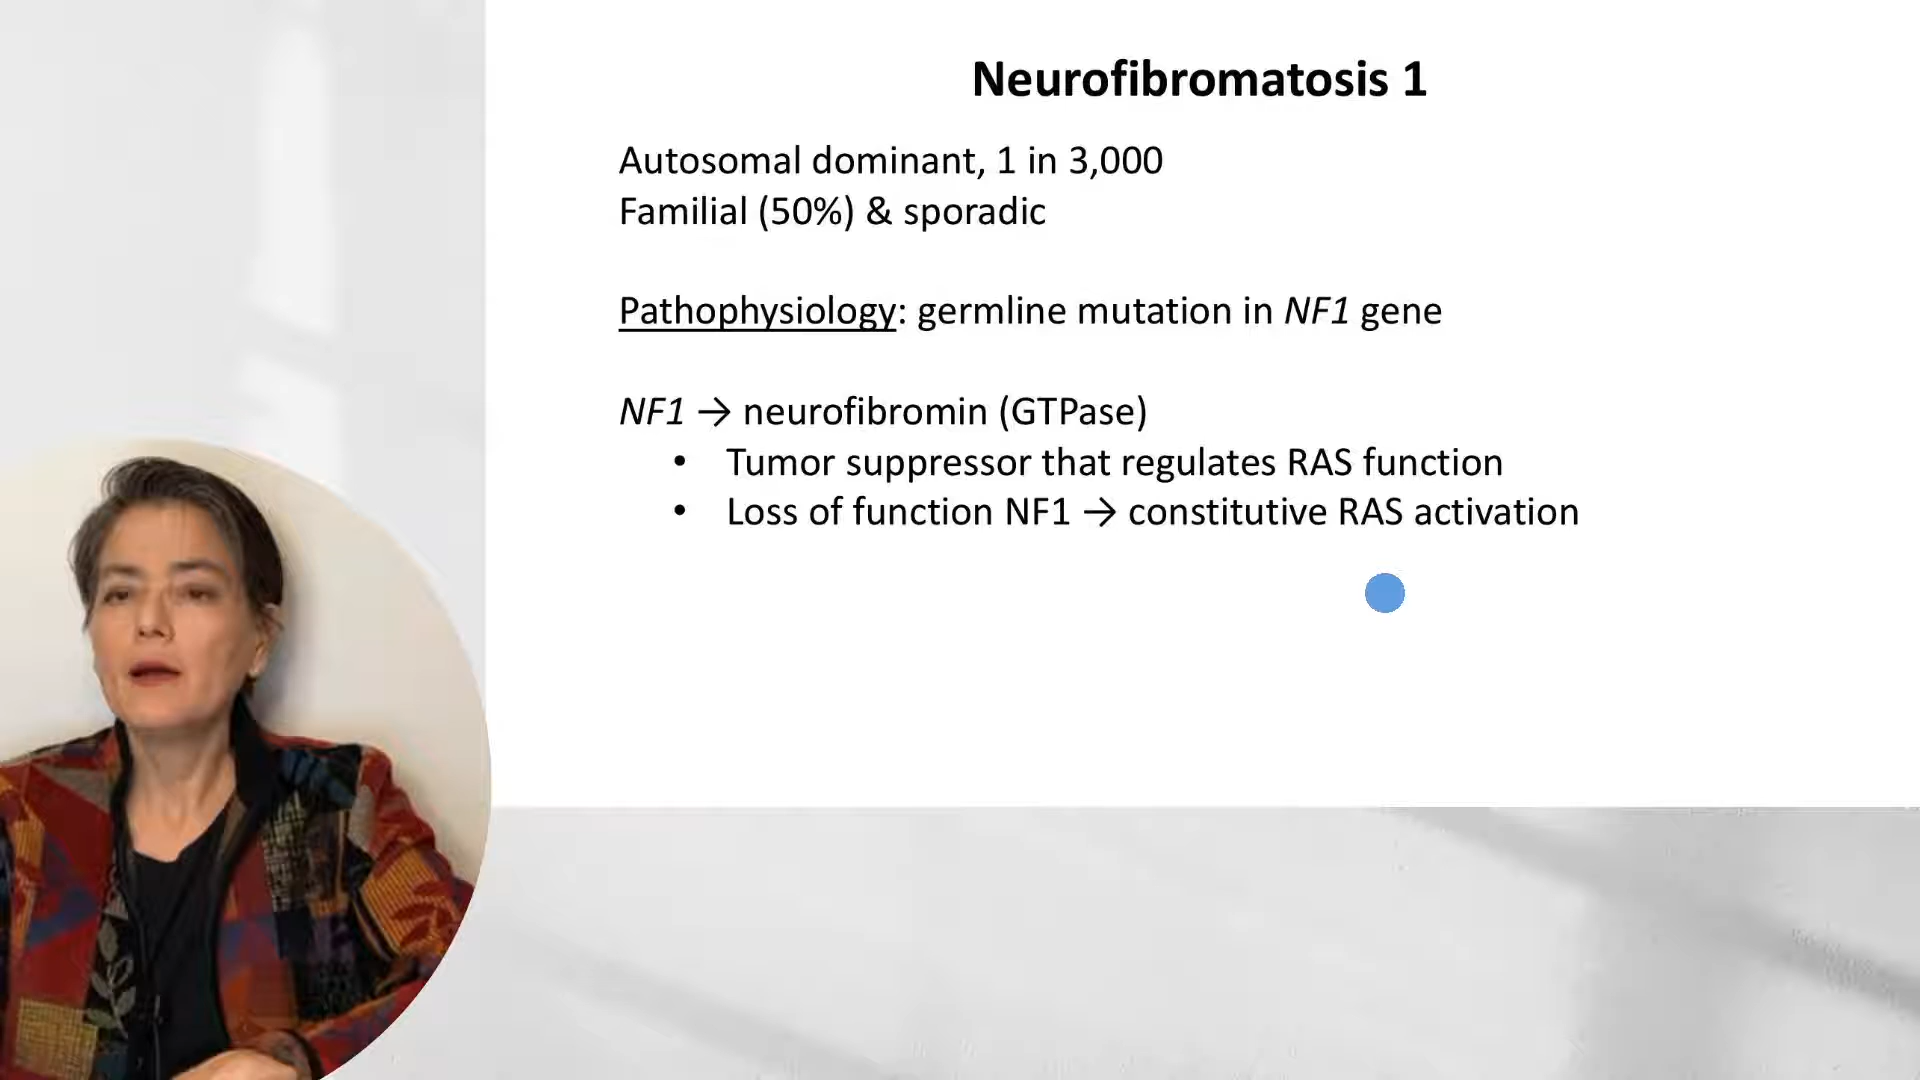 Neurofibromatosis 1
Autosomal dominant, 1 in 3,000
Familial (50%) & sporadic
Pathophysiology: germline mutation in NF1 gene
NF1 → neurofibromin (GTPase)
• Tumor suppressor that regulates RAS function
• Loss of function NF1 → constitutive RAS activation